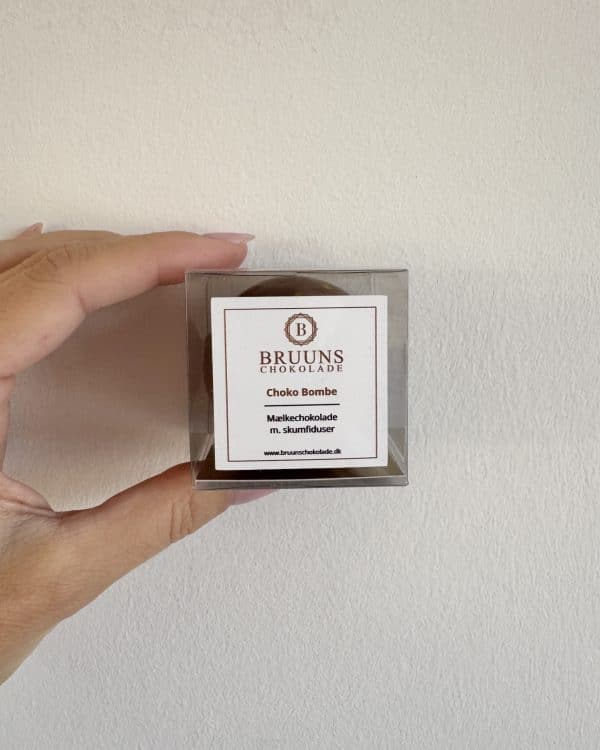 B
BRUUNS
CHOKOLADE
Choko Bombe
Mælkechokolade
m. skumfiduser
www.bruunschokolade.dk